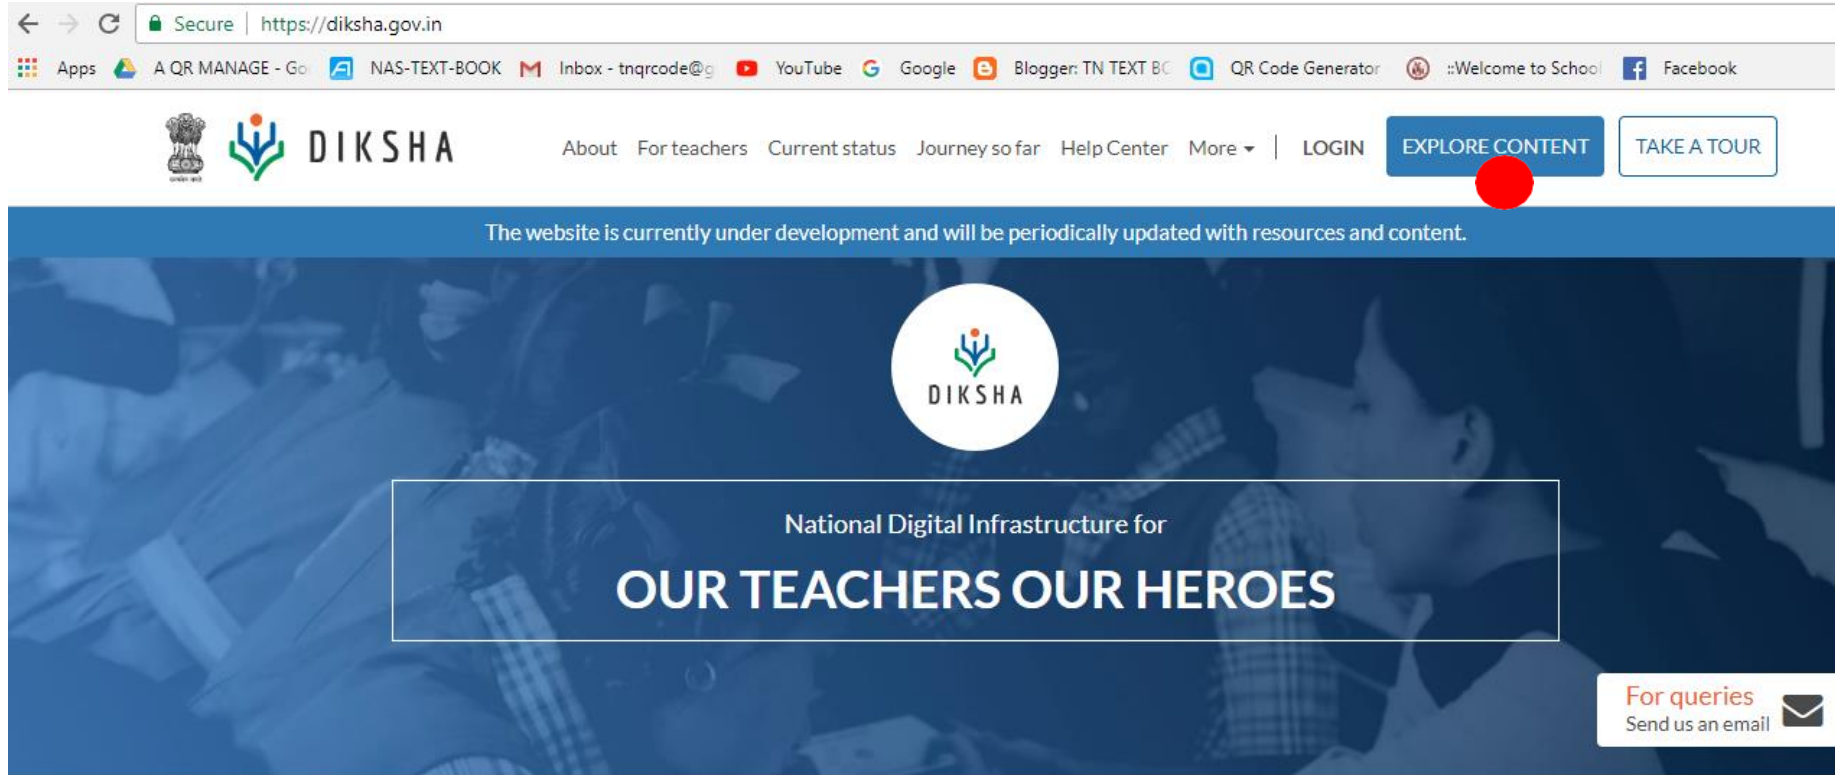 Secure | https://diksha.gov.in
Apps A QR MANAGE - Go NAS-TEXT-BOOK Inbox - tnqrcode@g YouTube Google Blogger: TN TEXT BC QR Code Generator ::Welcome to School Facebook
DIKSHA About For teachers Current status Journey so far Help Center More | LOGIN EXPLORE CONTENT TAKE A TOUR
The website is currently under development and will be periodically updated with resources and content.
DIKSHA
National Digital Infrastructure for
OUR TEACHERS OUR HEROES
For queries
Send us an email